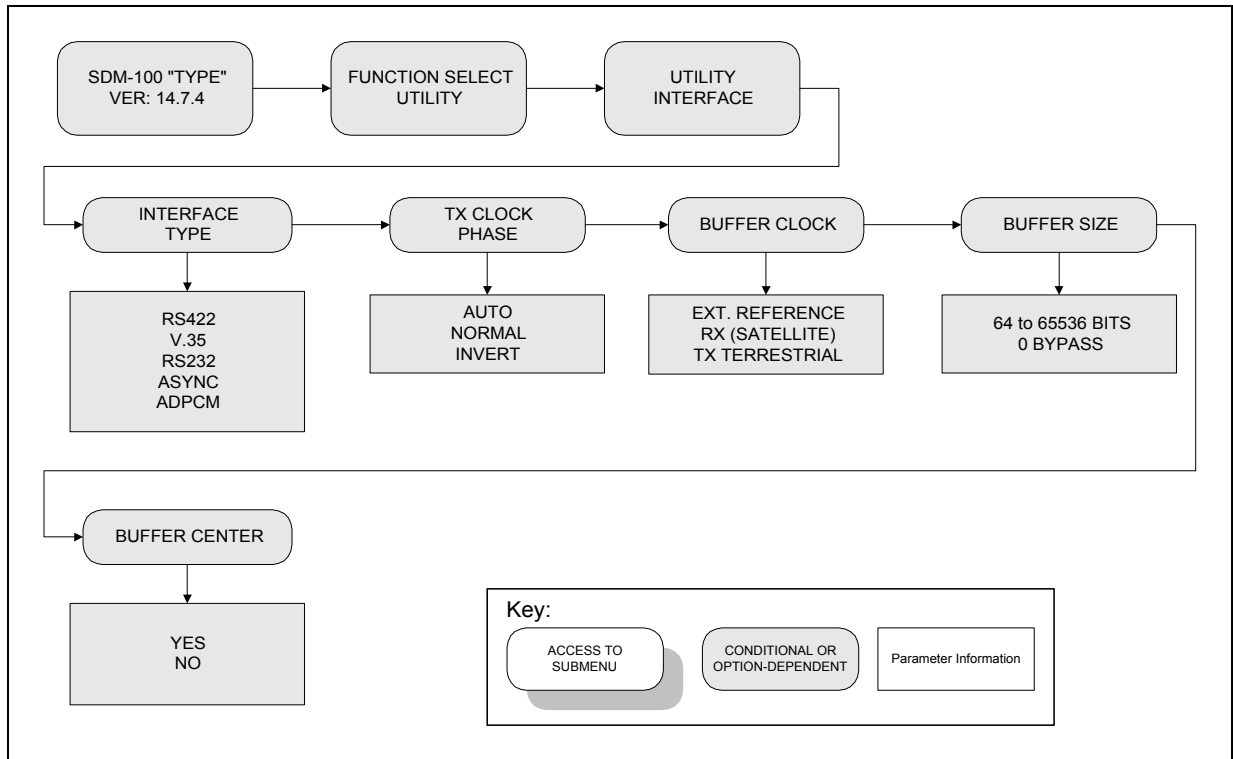 SDM-100 "TYPE"
VER: 14.7.4
FUNCTION SELECT
UTILITY
UTILITY
INTERFACE
INTERFACE
TYPE
TX CLOCK
PHASE
BUFFER CLOCK
BUFFER SIZE
RS422
V.35
RS232
ASYNC
ADPCM
AUTO
NORMAL
INVERT
EXT. REFERENCE
RX (SATELLITE)
TX TERRESTRIAL
64 to 65536 BITS
0 BYPASS
BUFFER CENTER
YES
NO
Key:
ACCESS TO
SUBMENU
CONDITIONAL OR
OPTION-DEPENDENT
Parameter Information